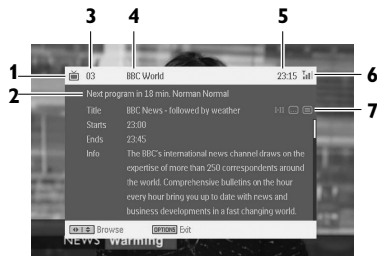 3 4 5
1 03 BBC World 23:15 6
2 Next program in 18 min. Norman Normal
Title BBC News - followed by weather 7
Starts 23:00
Ends 23:45
Info The BBC's international news channel draws on the
expertise of more than 250 correspondents around
the world. Comprehensive bulletins on the hour
every hour bring you up to date with news and
business developments in a fast changing world.
Browse OPTIONS Exit
NEWS Warming